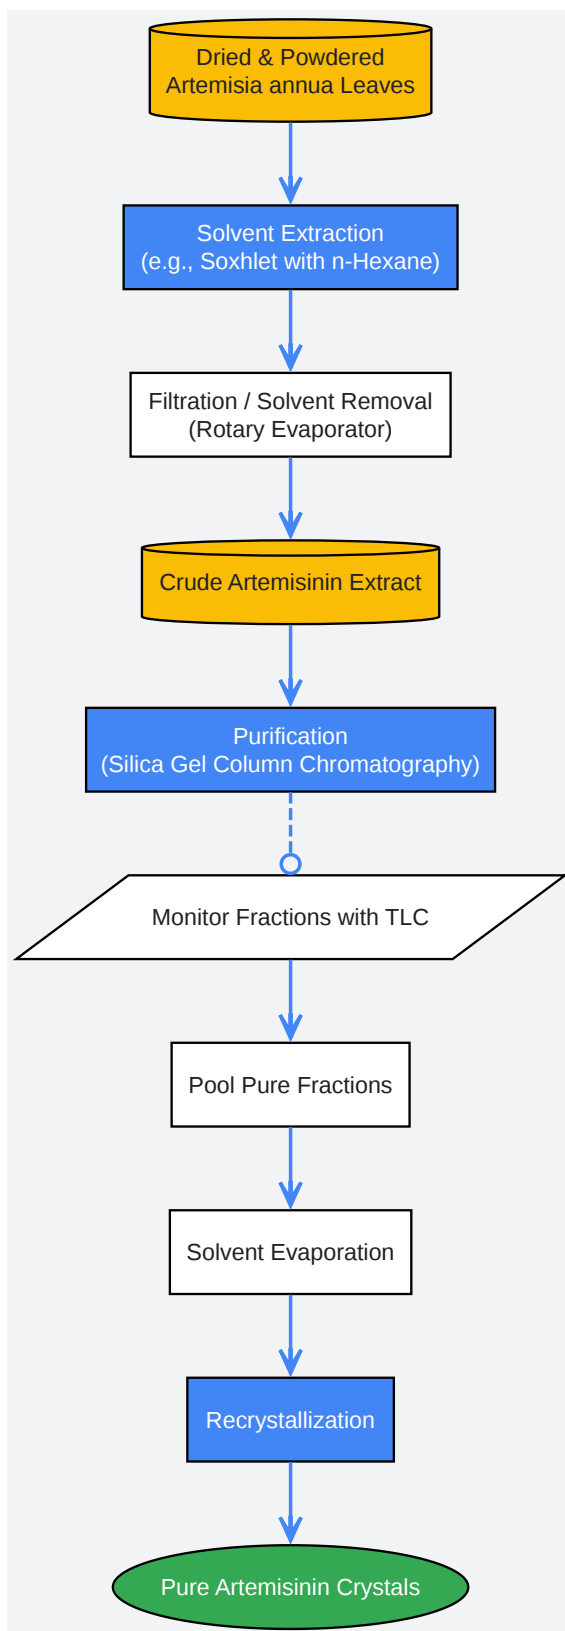 Dried & Powdered
Artemisia annua Leaves
Solvent Extraction
(e.g., Soxhlet with n-Hexane)
Filtration / Solvent Removal
(Rotary Evaporator)
Crude Artemisinin Extract
Purification
(Silica Gel Column Chromatography)
Monitor Fractions with TLC
Pool Pure Fractions
Solvent Evaporation
Recrystallization
Pure Artemisinin Crystals